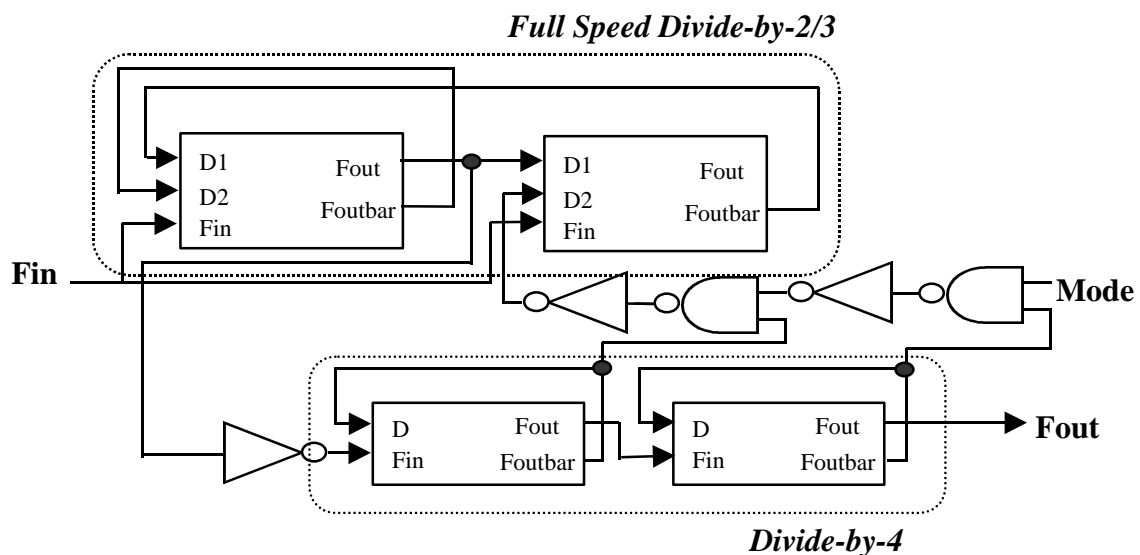 Full Speed Divide-by-2/3
D1
D2
Fin
Fout
Foutbar
D1
D2
Fin
Fout
Foutbar
Fin
Mode
D
Fin
Fout
Foutbar
D
Fin
Fout
Foutbar
Fout
Divide-by-4